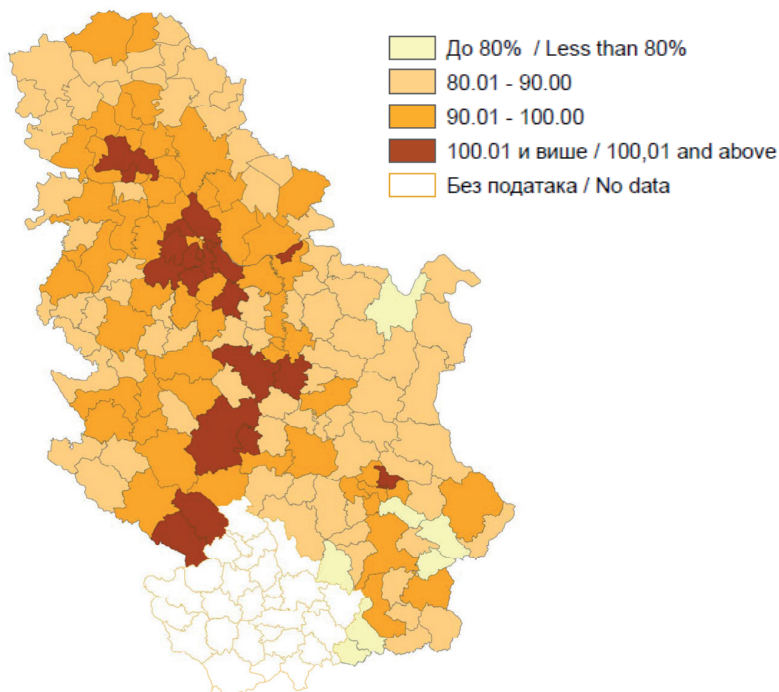 До 80% / Less than 80%
80.01 - 90.00
90.01 - 100.00
100.01 и више / 100,01 and above
Без података / No data